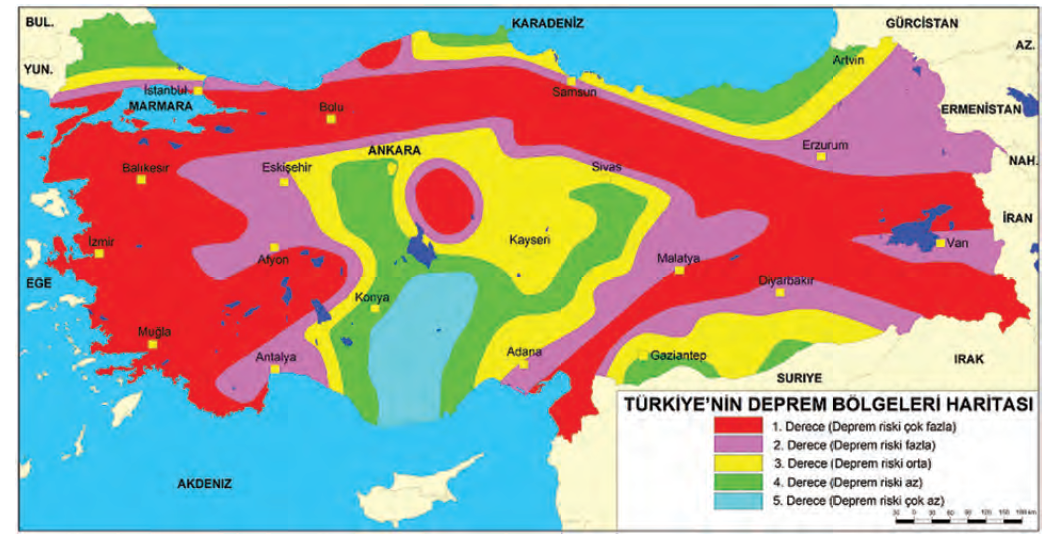 BUL.
KARADENİZ
GÜRCİSTAN
AZ.
YUN.
Artvin
İstanbul
MARMARA
Samsun
ERMENİSTAN
Bolu
Erzurum
ANKARA
NAH.
Balıkesir
Eskişehir
Sivas
İRAN
İzmir
Kayseri
Van
Afyon
Malatya
EGE
Diyarbakır
Konya
Muğla
Antalya
Adana
Gaziantep
IRAK
SURIYE
TÜRKİYE'NİN DEPREM BÖLGELERİ HARİTASI
1. Derece (Deprem riski çok fazla)
2. Derece (Deprem riski fazla)
3. Derece (Deprem riski orta)
4. Derece (Deprem riski az)
5. Derece (Deprem riski çok az)
AKDENIZ